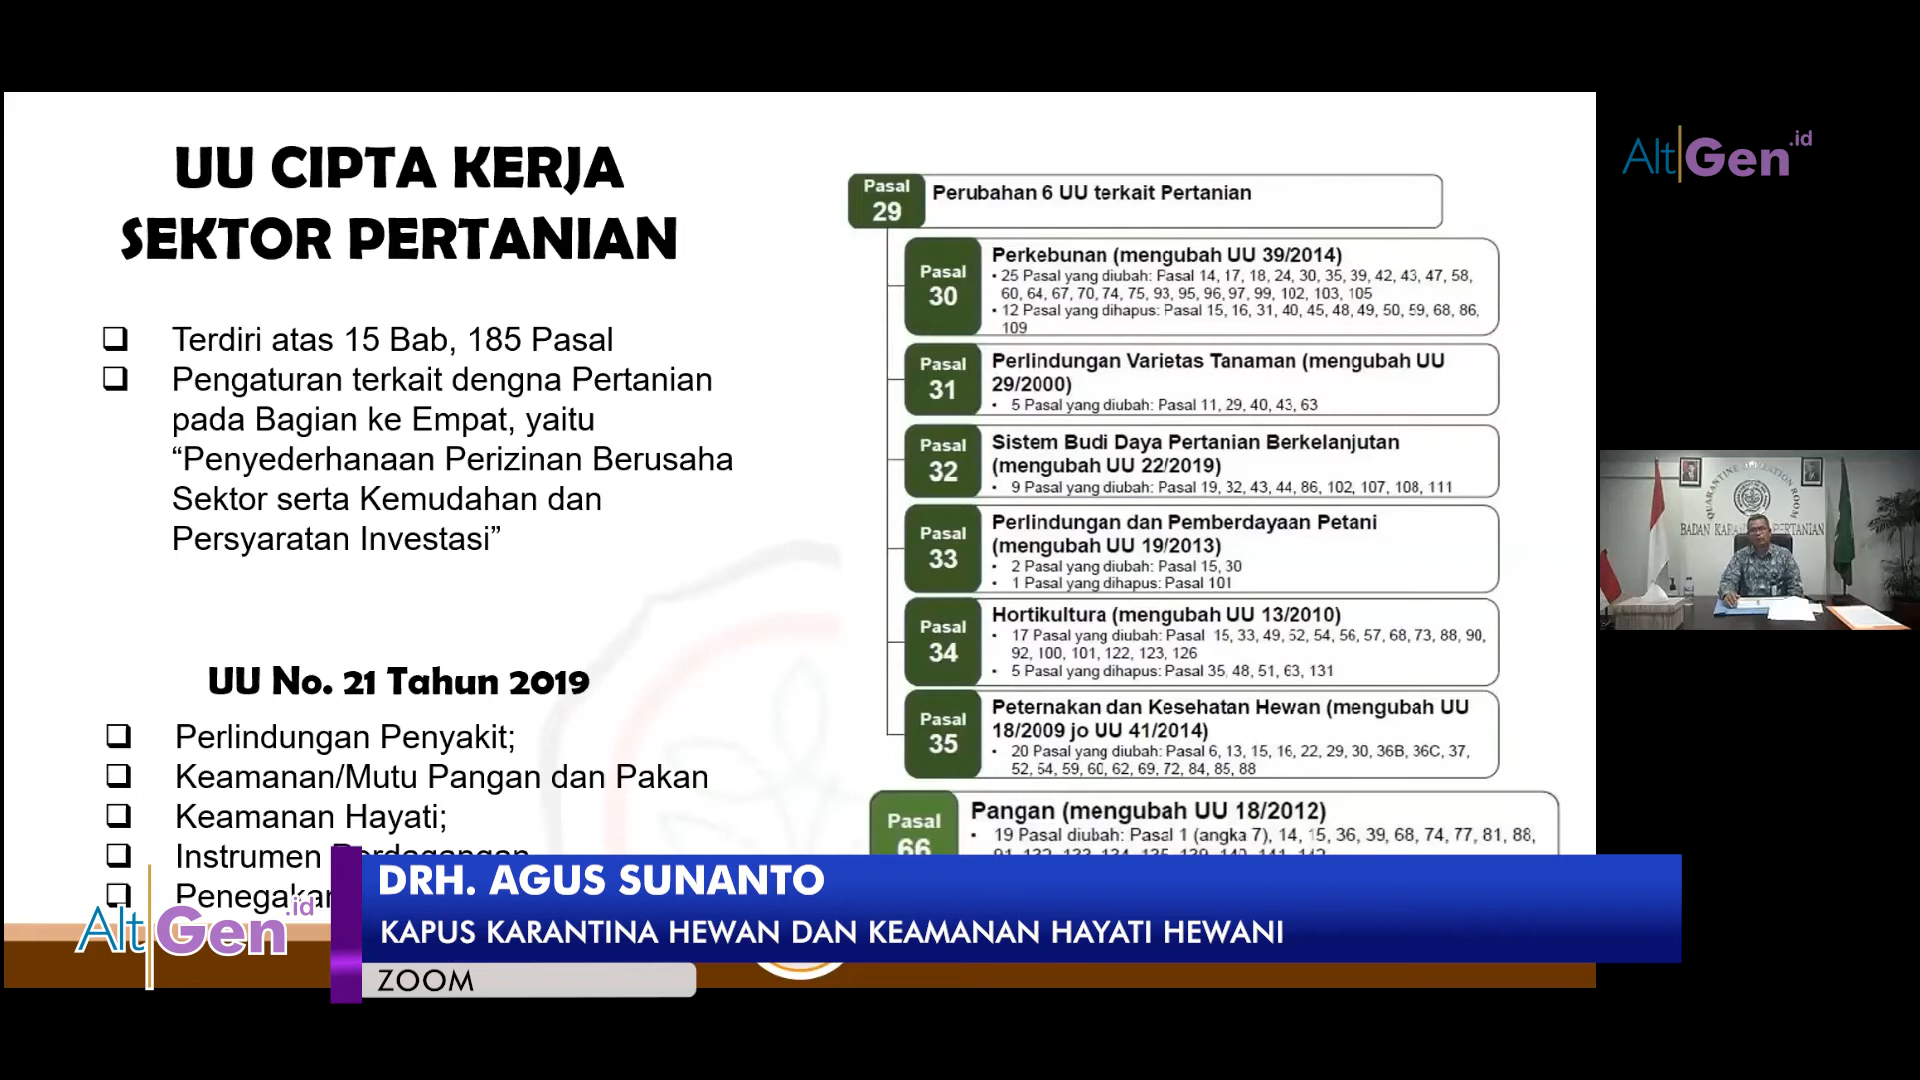 UU CIPTA KERJA
SEKTOR PERTANIAN
Terdiri atas 15 Bab, 185 Pasal
Pengaturan terkait dengna Pertanian
pada Bagian ke Empat, yaitu
“Penyederhanaan Perizinan Berusaha
Sektor serta Kemudahan dan
Persyaratan Investasi”
UU No. 21 Tahun 2019
Perlindungan Penyakit;
Keamanan/Mutu Pangan dan Pakan
Keamanan Hayati;
Instrumen
Pasal
29
Perubahan 6 UU terkait Pertanian
Pasal
30
Perkebunan (mengubah UU 39/2014)
• 25 Pasal yang diubah: Pasal 14, 17, 18, 24, 30, 35, 39, 42, 43, 47, 58,
60, 64, 67, 70, 74, 75, 93, 95, 96, 97, 99, 102, 103, 105
• 12 Pasal yang dihapus: Pasal 15, 16, 31, 40, 45, 48, 49, 50, 59, 68, 86,
109
Pasal
31
Perlindungan Varietas Tanaman (mengubah UU
29/2000)
• 5 Pasal yang diubah: Pasal 11, 29, 40, 43, 63
Pasal
32
Sistem Budi Daya Pertanian Berkelanjutan
(mengubah UU 22/2019)
• 9 Pasal yang diubah: Pasal 19, 32, 43, 44, 86, 102, 107, 108, 111
Pasal
33
Perlindungan dan Pemberdayaan Petani
(mengubah UU 19/2013)
• 2 Pasal yang diubah: Pasal 15, 30
• 1 Pasal yang dihapus: Pasal 101
Pasal
34
Hortikultura (mengubah UU 13/2010)
• 17 Pasal yang diubah: Pasal 15, 33, 49, 52, 54, 56, 57, 68, 73, 88, 90,
92, 100, 101, 122, 123, 126
• 5 Pasal yang dihapus: Pasal 35, 48, 51, 63, 131
Pasal
35
Peternakan dan Kesehatan Hewan (mengubah UU
18/2009 jo UU 41/2014)
• 20 Pasal yang diubah: Pasal 6, 13, 15, 16, 22, 29, 30, 36B, 36C, 37,
52, 54, 59, 60, 62, 69, 72, 84, 85, 88
Pasal
66
Pangan (mengubah UU 18/2012)
• 19 Pasal diubah: Pasal 1 (angka 7), 14, 15, 36, 39, 68, 74, 77, 81, 88,
Alt Gen.id
QUARANTINE OPERATION ROOM
BADAN KARANTINA PERTANIAN
Alt Gen.id
DRH. AGUS SUNANTO
KAPUS KARANTINA HEWAN DAN KEAMANAN HAYATI HEWANI
ZOOM